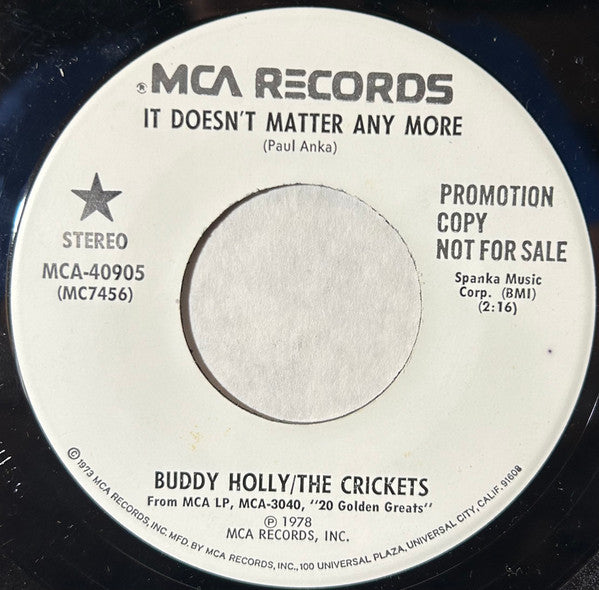 ® MCA RECORDS
IT DOESN'T MATTER ANY MORE
(Paul Anka)
STEREO
MCA-40905
(MC7456)
PROMOTION
COPY
NOT FOR SALE
Spanka Music
Corp. (BMI)
(2:16)
BUDDY HOLLY/THE CRICKETS
From MCA LP, MCA-3040, "20 Golden Greats"
℗ 1978
MCA RECORDS, INC.
© 1973 MCA RECORDS, INC. MFD. BY MCA RECORDS, INC., 100 UNIVERSAL PLAZA, UNIVERSAL CITY, CALIF. 91608